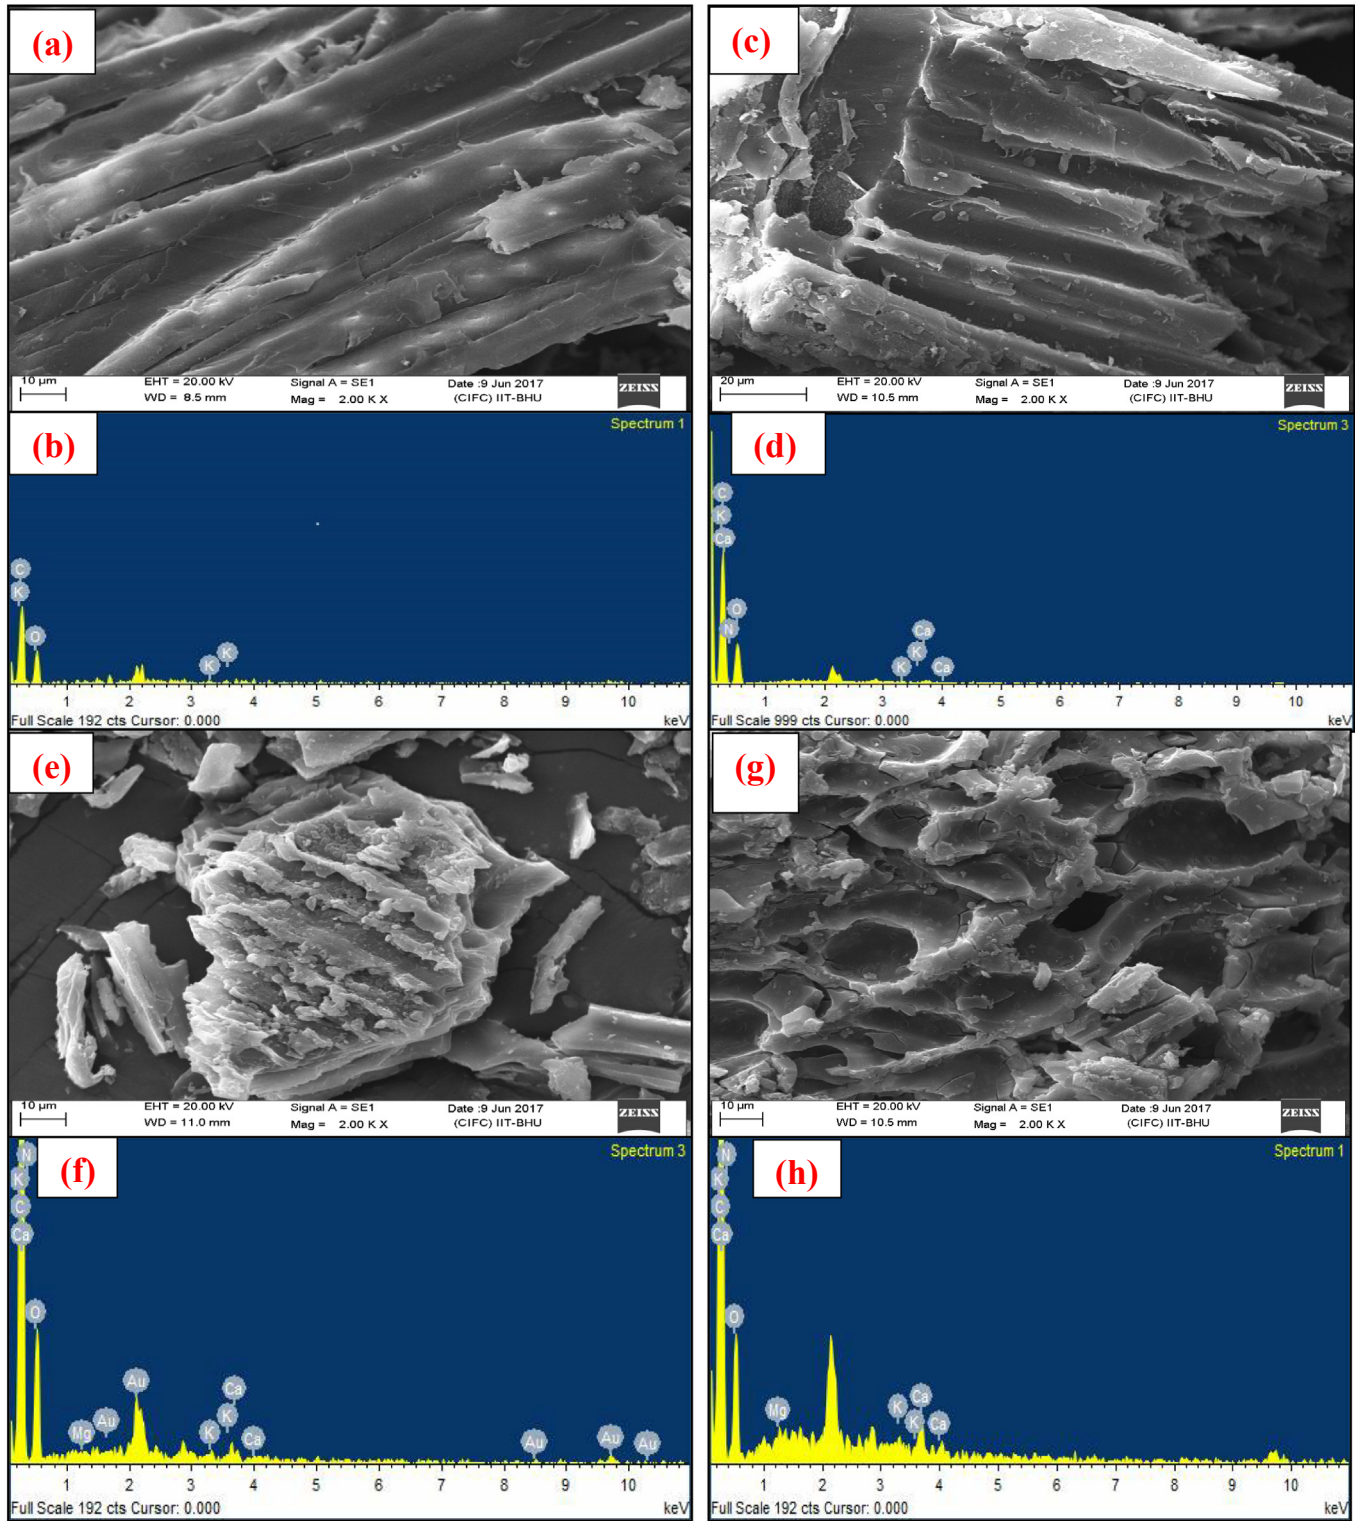 (a)
10 µm
EHT = 20.00 kV
WD = 8.5 mm
Signal A = SE1
Mag = 2.00 K X
Date :9 Jun 2017
(CIFC) IIT-BHU
ZEISS
(c)
20 µm
EHT = 20.00 kV
WD = 10.5 mm
Signal A = SE1
Mag = 2.00 K X
Date :9 Jun 2017
(CIFC) IIT-BHU
ZEISS
(b)
Spectrum 1
C
K
O
K
K
1 2 3 4 5 6 7 8 9 10
Full Scale 192 cts Cursor: 0.000
keV
(d)
Spectrum 3
C
K
Ca
O
N
Ca
K
K
Ca
1 2 3 4 5 6 7 8 9 10
Full Scale 999 cts Cursor: 0.000
keV
(e)
10 µm
EHT = 20.00 kV
WD = 11.0 mm
Signal A = SE1
Mag = 2.00 K X
Date :9 Jun 2017
(CIFC) IIT-BHU
ZEISS
(g)
10 µm
EHT = 20.00 kV
WD = 10.5 mm
Signal A = SE1
Mag = 2.00 K X
Date :9 Jun 2017
(CIFC) IIT-BHU
ZEISS
(f)
Spectrum 3
N
K
C
Ca
O
Au
Ca
Au
K
Mg
K
Ca
Au
Au
Au
1 2 3 4 5 6 7 8 9 10
Full Scale 192 cts Cursor: 0.000
keV
(h)
Spectrum 1
N
K
C
Ca
O
Mg
Ca
K
K
Ca
1 2 3 4 5 6 7 8 9 10
Full Scale 192 cts Cursor: 0.000
keV